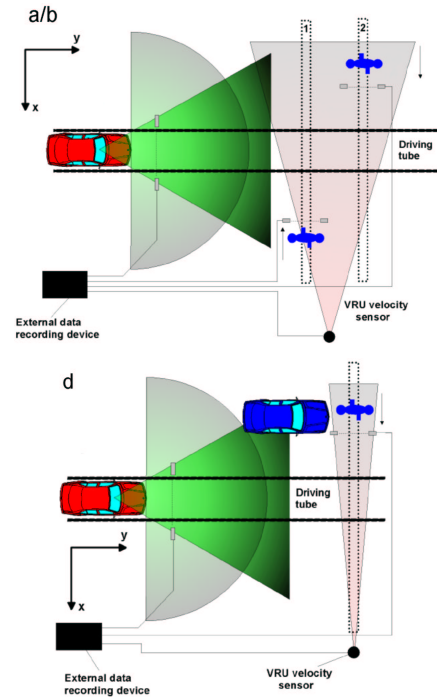 a/b
y
x
1
2
Driving
tube
External data
recording device
VRU velocity
sensor
d
Driving
tube
y
x
External data
recording device
VRU velocity
sensor